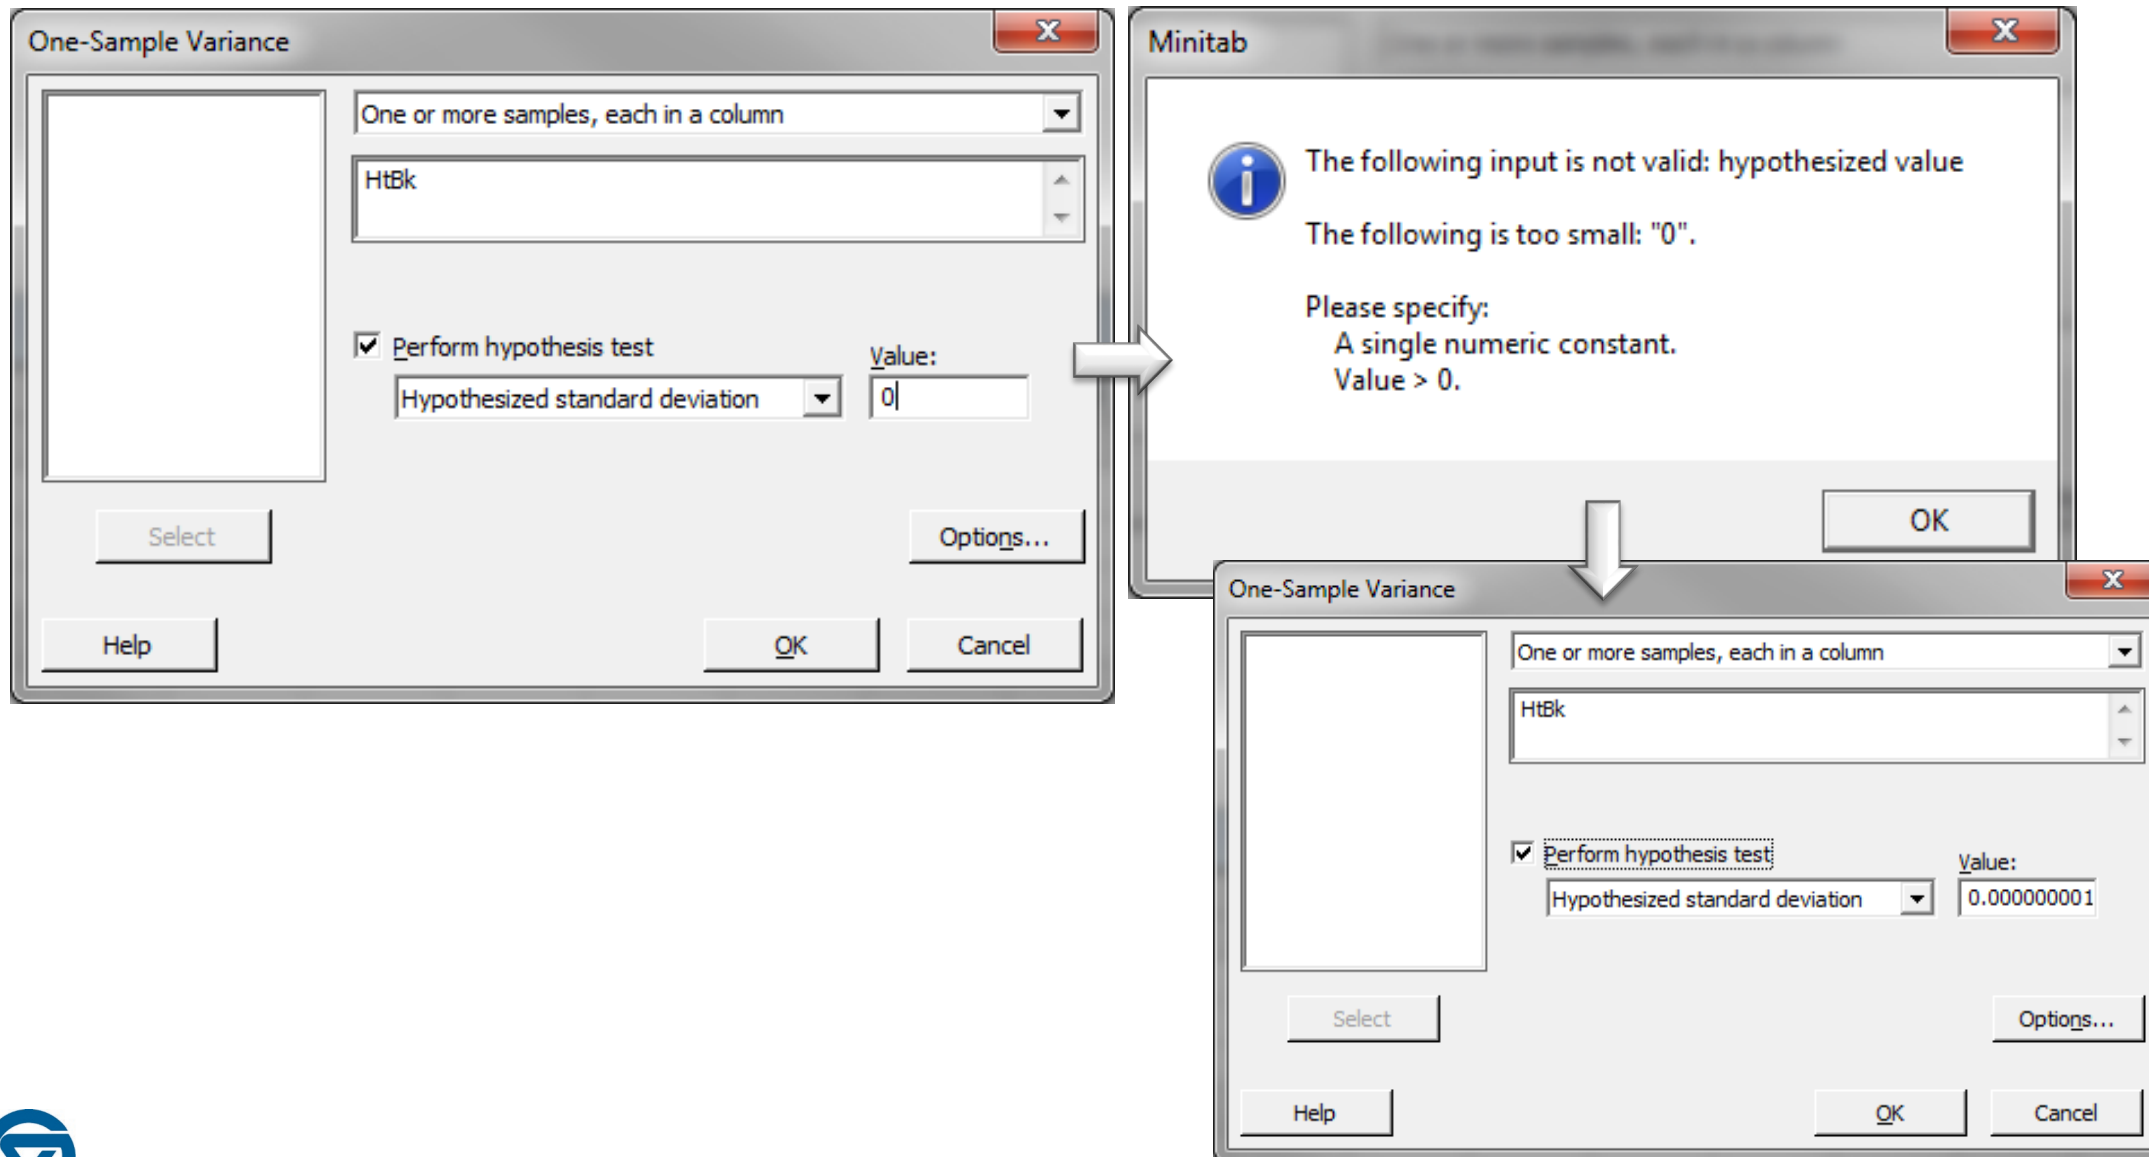 One-Sample Variance
One or more samples, each in a column
HtBk
Perform hypothesis test
Value:
Hypothesized standard deviation
0
Select
Options...
Help
OK
Cancel
Minitab
The following input is not valid: hypothesized value
The following is too small: "0".
Please specify:
A single numeric constant.
Value > 0.
OK
One-Sample Variance
One or more samples, each in a column
HtBk
Perform hypothesis test
Value:
Hypothesized standard deviation
0.000000001
Select
Options...
Help
OK
Cancel